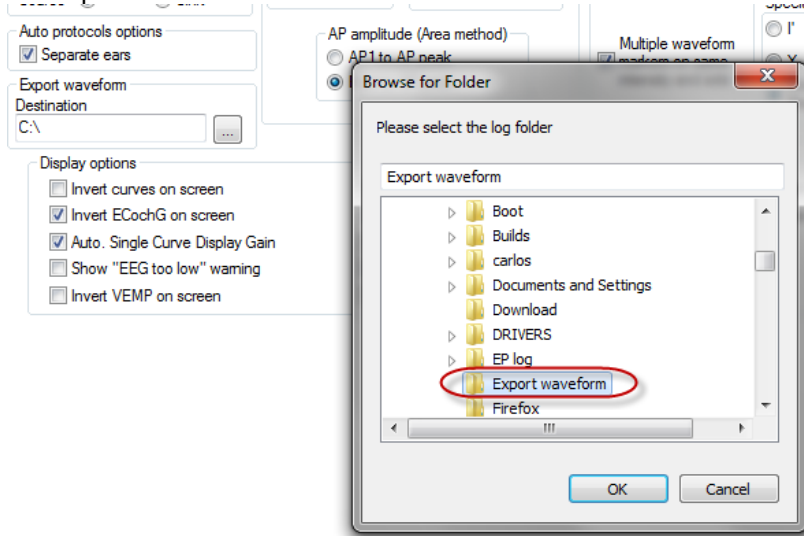 Auto protocols options
Separate ears
Export waveform
Destination
C:\
...
Display options
Invert curves on screen
Invert ECochG on screen
Auto. Single Curve Display Gain
Show "EEG too low" warning
Invert VEMP on screen
AP amplitude (Area method)
AP1 to AP peak
Multiple waveform
markers on same
Browse for Folder
Please select the log folder
Export waveform
Boot
Builds
carlos
Documents and Settings
Download
DRIVERS
EP log
Export waveform
Firefox
OK
Cancel